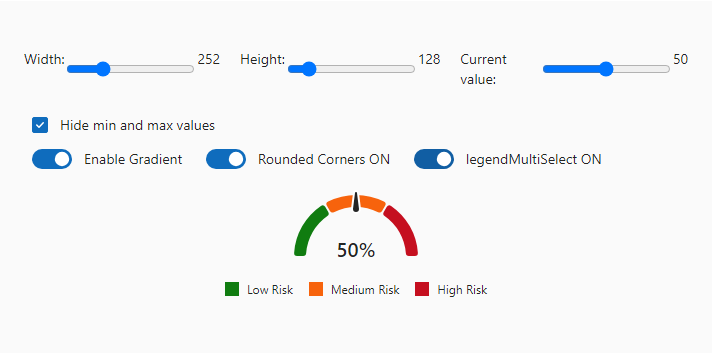 Width: 252 Height: 128 Current value: 50
Hide min and max values
Enable Gradient Rounded Corners ON legendMultiSelect ON
50%
Low Risk Medium Risk High Risk